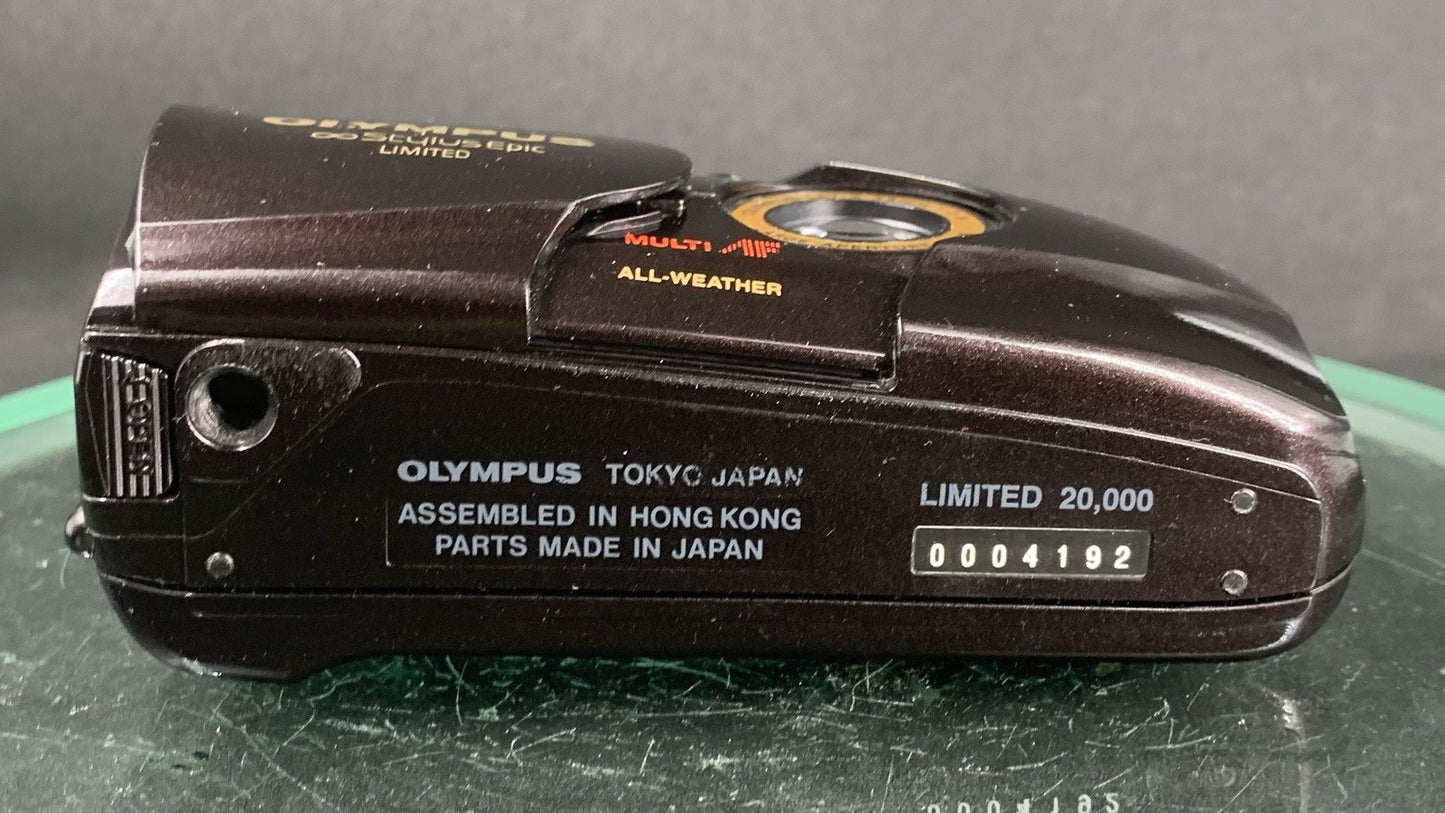 OLYMPUS
∞ Stylus Epic
LIMITED
MULTI AF
ALL-WEATHER
OLYMPUS TOKYO JAPAN
ASSEMBLED IN HONG KONG
PARTS MADE IN JAPAN
LIMITED 20,000
0004192